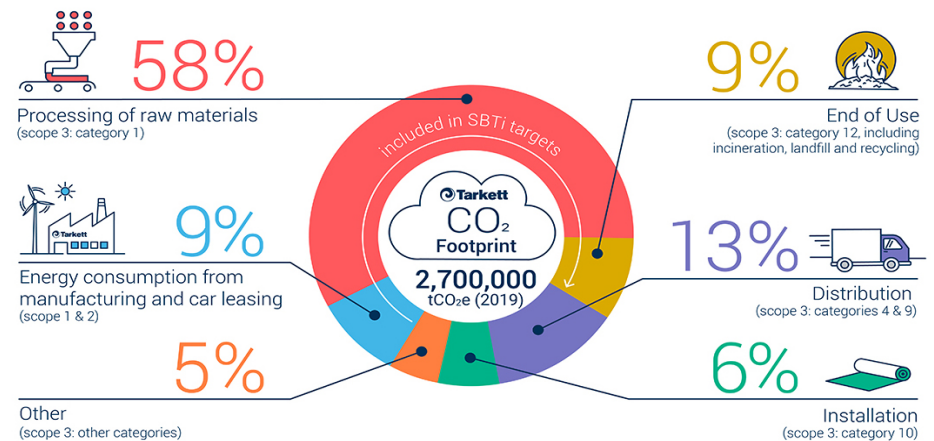 58%
Processing of raw materials
(scope 3: category 1)
9%
Energy consumption from
manufacturing and car leasing
(scope 1 & 2)
Tarkett
5%
Other
(scope 3: other categories)
included in SBTi targets
Tarkett
CO₂
Footprint
2,700,000
tCO₂e (2019)
9%
End of Use
(scope 3: category 12, including
incineration, landfill and recycling)
13%
Distribution
(scope 3: categories 4 & 9)
6%
Installation
(scope 3: category 10)